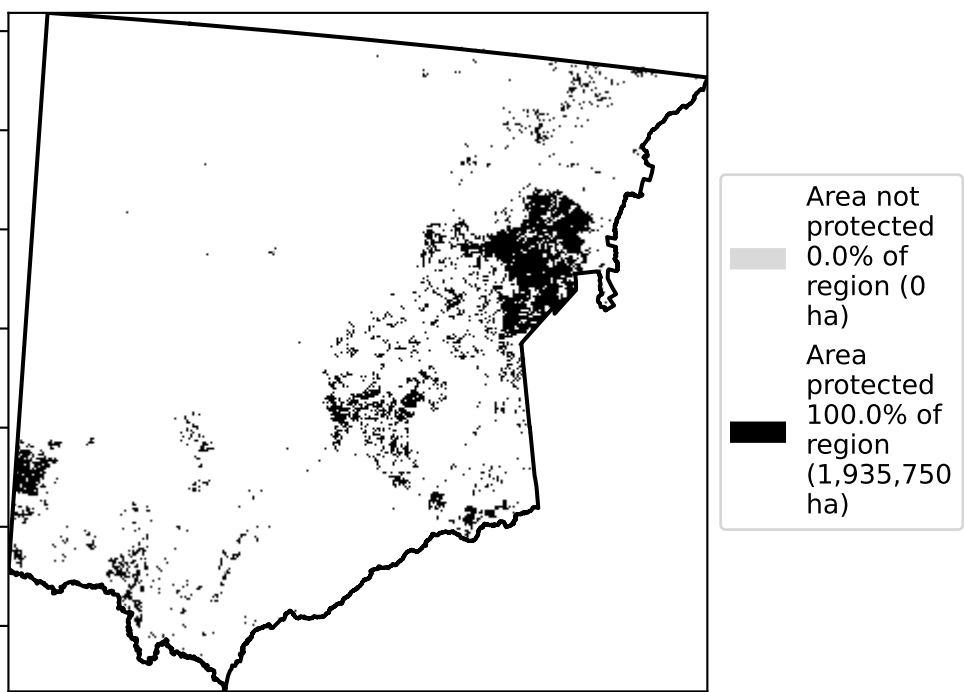 Area not
protected
0.0% of
region (0
ha)
Area
protected
100.0% of
region
(1,935,750
ha)